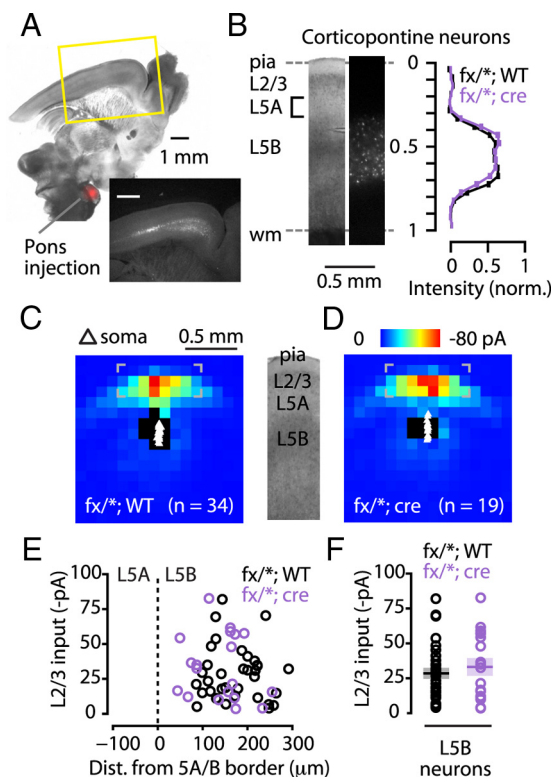 A
1 mm
Pons
injection
B
Corticopontine neurons
pia
L2/3
L5A
L5B
wm
0.5 mm
fx/*; WT
fx/*; cre
0
0.5
1
0 0.5 1
Intensity (norm.)
C
△ soma
0.5 mm
fx/*; WT (n = 34)
pia
L2/3
L5A
L5B
D
0 -80 pA
fx/*; cre (n = 19)
E
L5A L5B
fx/*; WT
fx/*; cre
L2/3 input (-pA)
100
75
50
25
0
−100 0 100 200 300
Dist. from 5A/B border (μm)
F
fx/*; WT
fx/*; cre
L2/3 input (-pA)
100
75
50
25
0
L5B
neurons